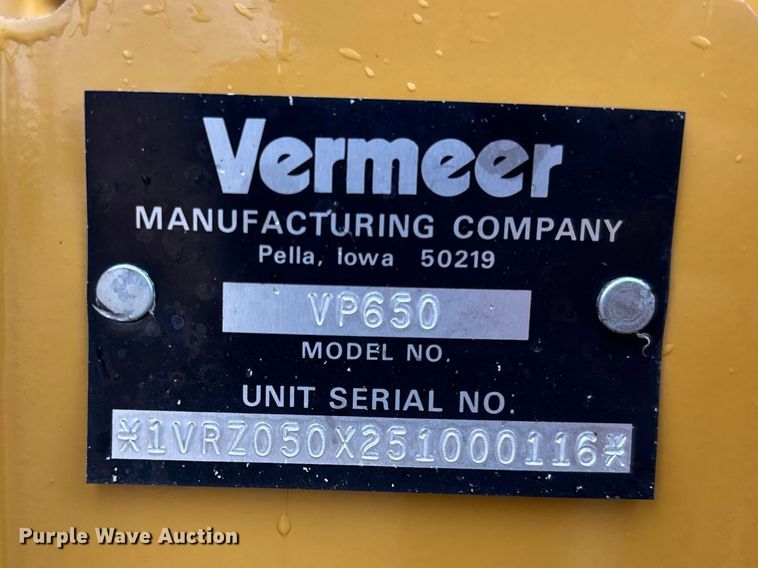 Vermeer
MANUFACTURING COMPANY
Pella, Iowa 50219
VP650
MODEL NO.
UNIT SERIAL NO.
*1VRZ050X251000116*
Purple Wave Auction